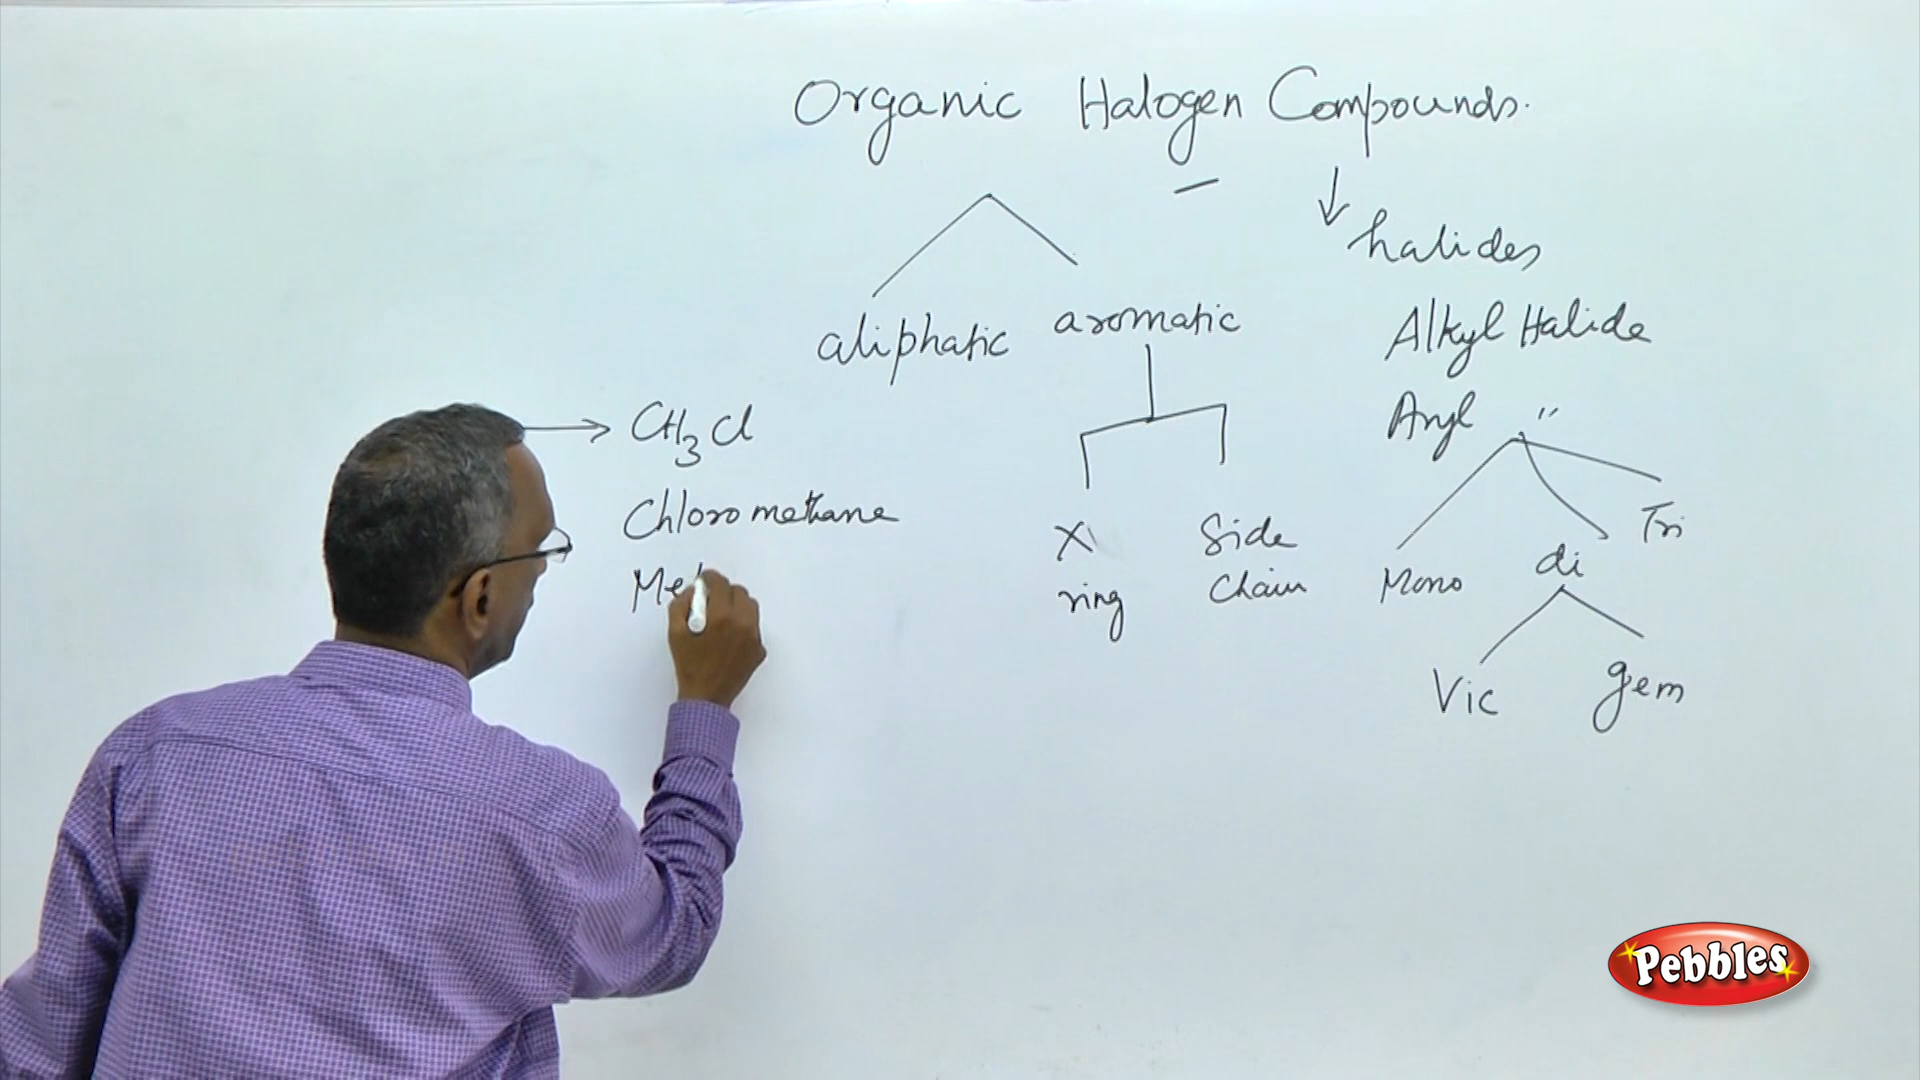 Organic Halogen Compounds.
halides
aliphatic aromatic
Alkyl Halide
Aryl "
CH3Cl
Chloromethane
X
ring
Side
Chain
Mono di Tri
Vic gem
Pebbles